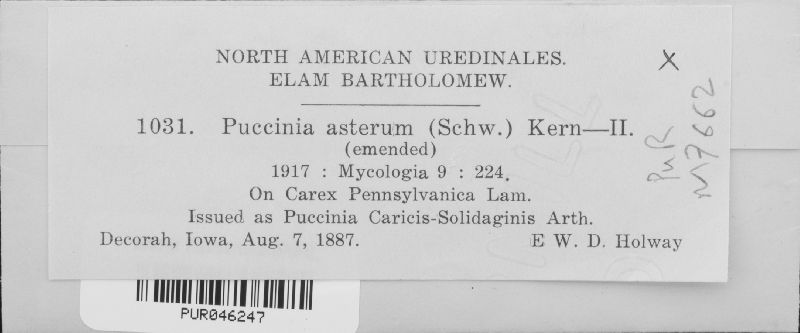 NORTH AMERICAN UREDINALES.
ELAM BARTHOLOMEW.
X
1031. Puccinia asterum (Schw.) Kern—II.
(emended)
1917 : Mycologia 9 : 224.
On Carex Pennsylvanica Lam.
Issued as Puccinia Caricis-Solidaginis Arth.
Decorah, Iowa, Aug. 7, 1887. E W. D. Holway
PUR
N7662
PUR046247